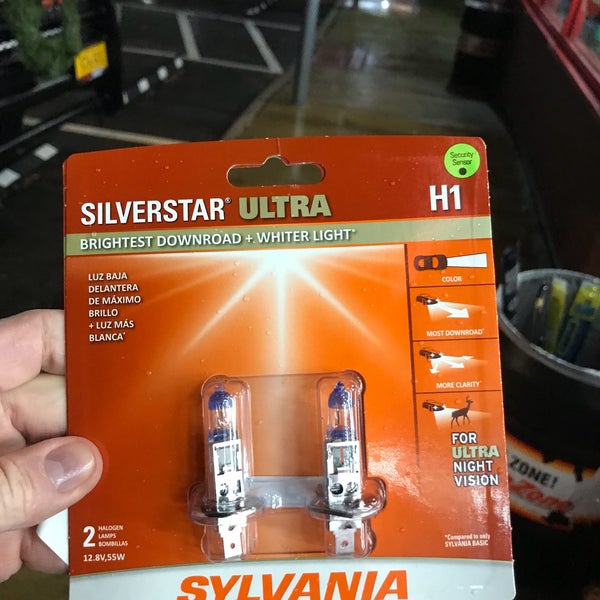 Security
Sensor
SILVERSTAR® ULTRA
H1
BRIGHTEST DOWNROAD + WHITER LIGHT*
LUZ BAJA
DELANTERA
DE MÁXIMO
BRILLO
+ LUZ MÁS
BLANCA*
COLOR
MOST DOWNROAD*
MORE CLARITY*
FOR
ULTRA
NIGHT
VISION
2 HALOGEN
LAMPS
BOMBILLAS
12.8V, 55W
*Compared to only
SYLVANIA BASIC
SYLVANIA
ZONE!
Zone